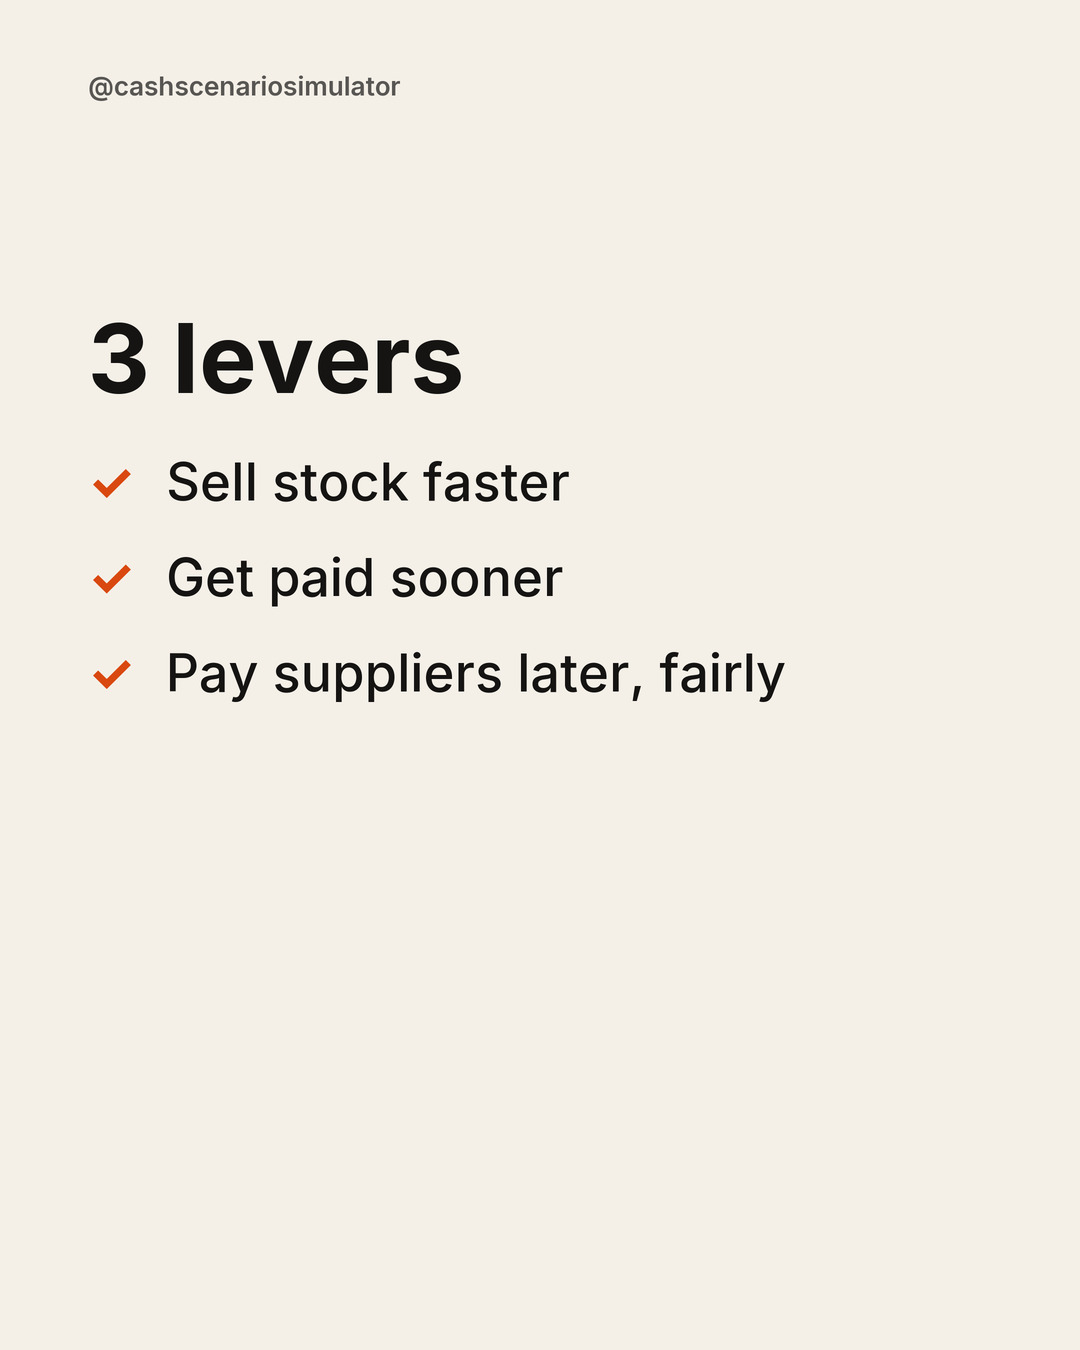 @cashscenariosimulator
3 levers
Sell stock faster
Get paid sooner
Pay suppliers later, fairly